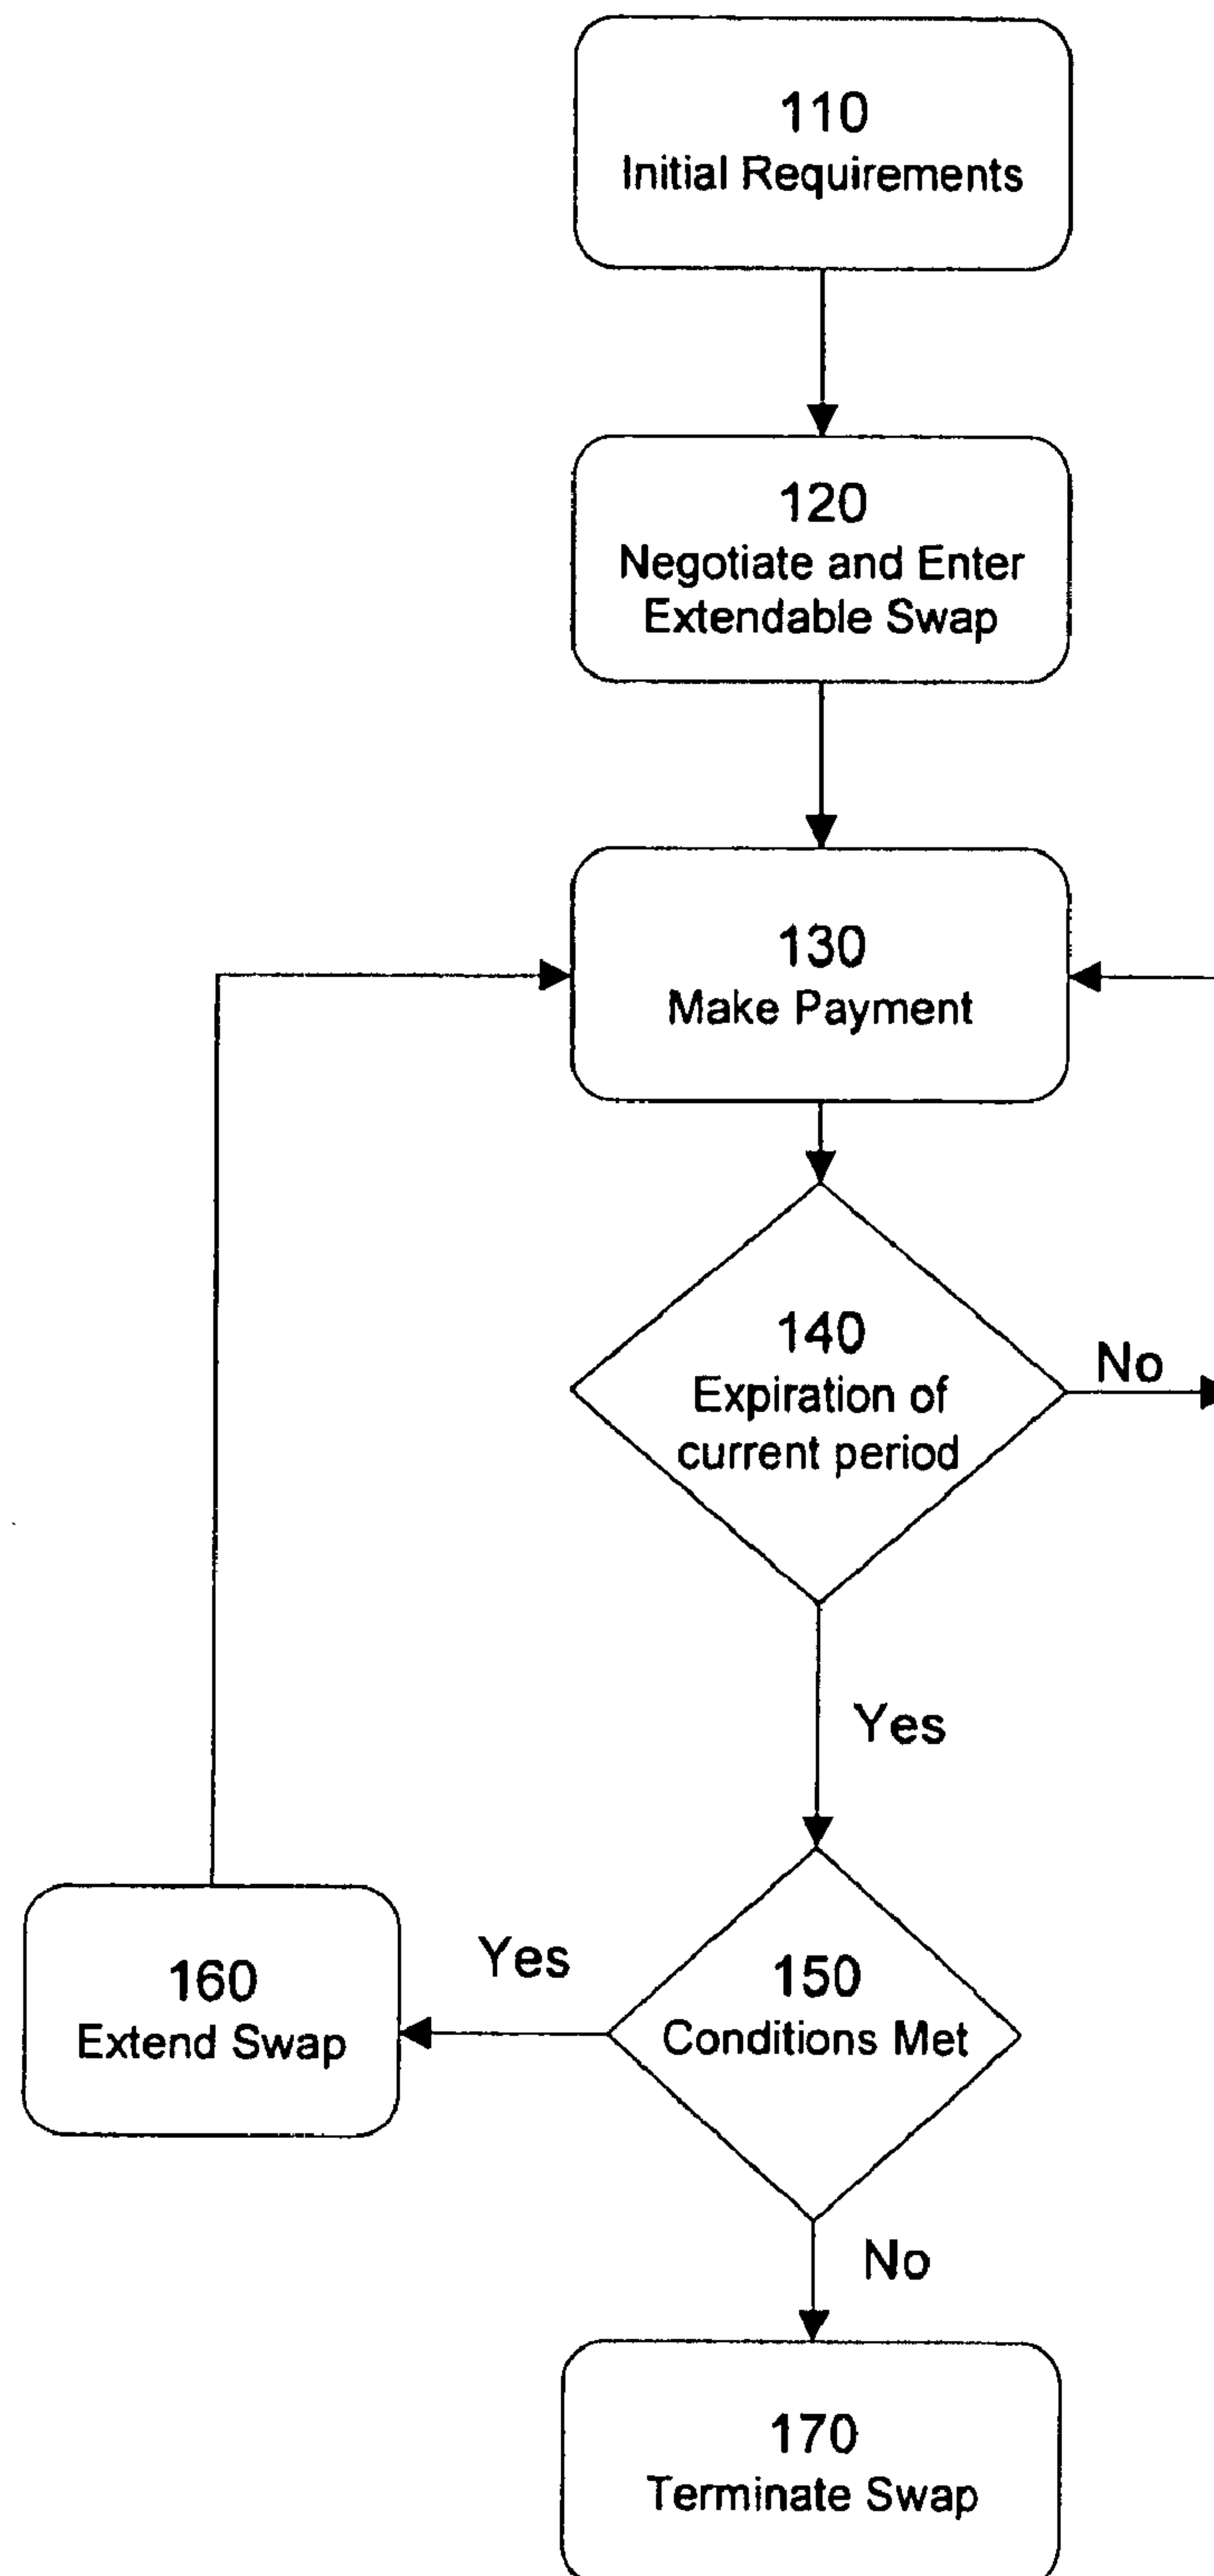 110
Initial Requirements
120
Negotiate and Enter
Extendable Swap
130
Make Payment
140
Expiration of
current period
No
Yes
150
Conditions Met
Yes
160
Extend Swap
No
170
Terminate Swap